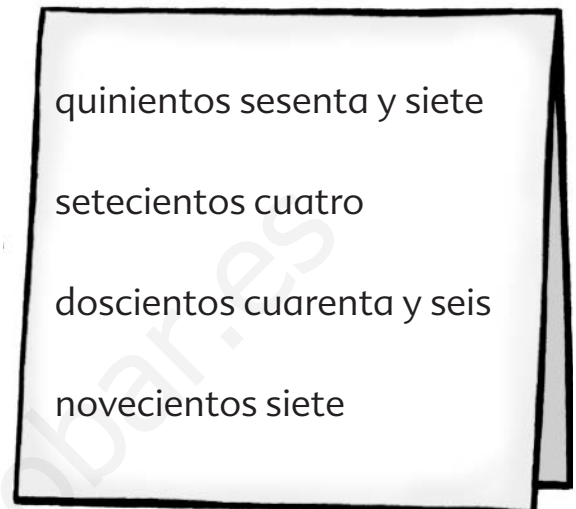 quinientos sesenta y siete
setecientos cuatro
doscientos cuarenta y seis
novecientos siete